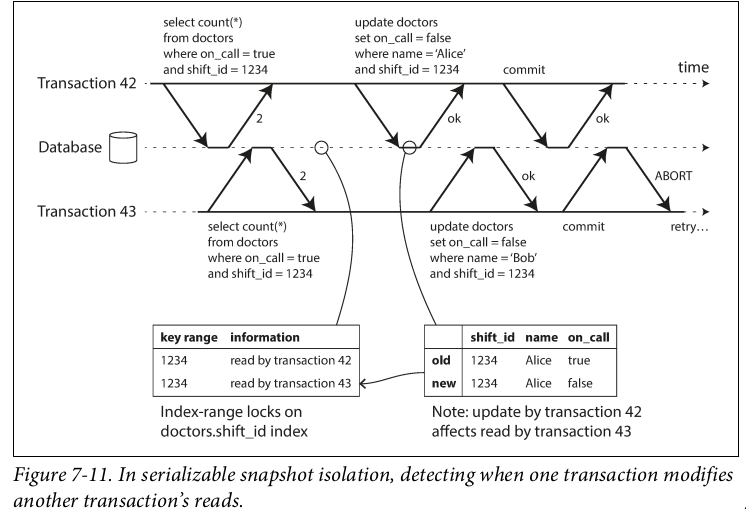 select count(*)
from doctors
where on_call = true
and shift_id = 1234
update doctors
set on_call = false
where name = ‘Alice’
and shift_id = 1234
commit
time
Transaction 42
2
ok
ok
Database
2
ok
ABORT
Transaction 43
select count(*)
from doctors
where on_call = true
and shift_id = 1234
update doctors
set on_call = false
where name = ‘Bob’
and shift_id = 1234
commit
retry…
key range information
1234 read by transaction 42
1234 read by transaction 43
Index-range locks on
doctors.shift_id index
shift_id name on_call
old 1234 Alice true
new 1234 Alice false
Note: update by transaction 42
affects read by transaction 43
Figure 7-11. In serializable snapshot isolation, detecting when one transaction modifies
another transaction’s reads.